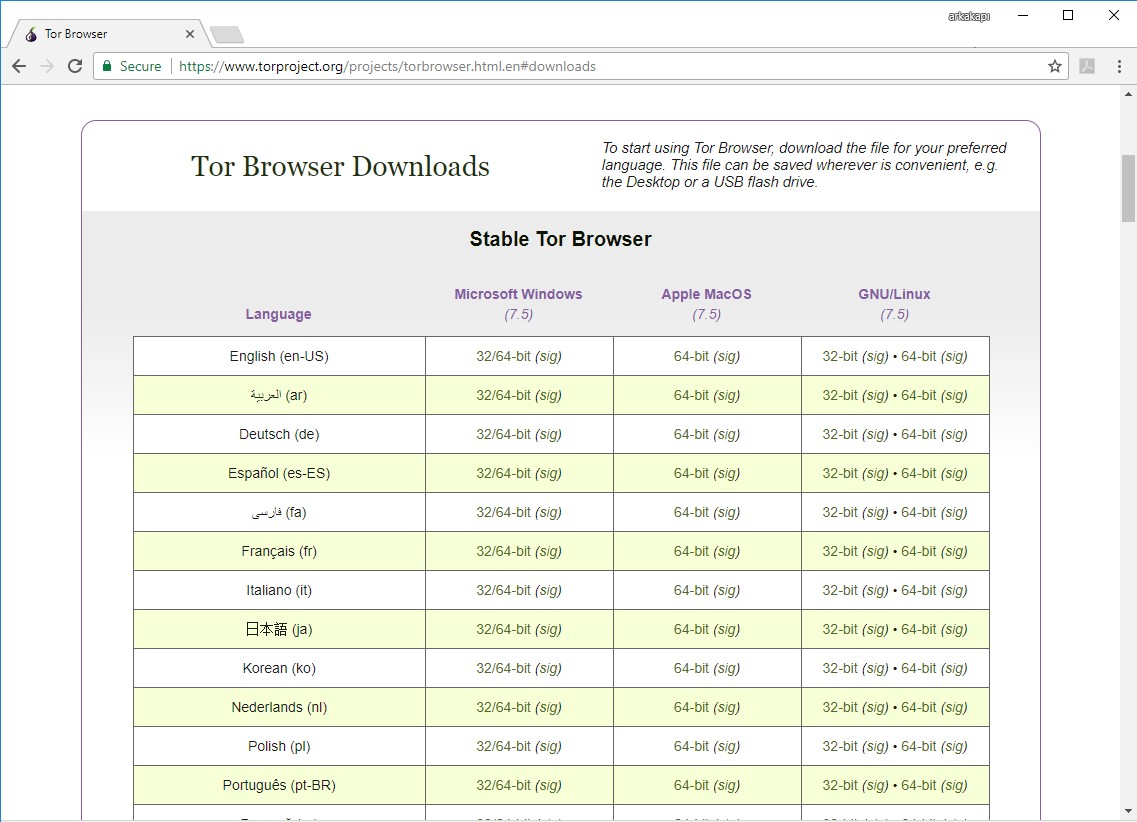 arkakapı
Tor Browser
Secure
https://www.torproject.org/projects/torbrowser.html.en#downloads
Tor Browser Downloads
To start using Tor Browser, download the file for your preferred
language. This file can be saved wherever is convenient, e.g.
the Desktop or a USB flash drive.
Stable Tor Browser
Language Microsoft Windows (7.5) Apple MacOS (7.5) GNU/Linux (7.5)
English (en-US) 32/64-bit (sig) 64-bit (sig) 32-bit (sig) • 64-bit (sig)
العربية (ar) 32/64-bit (sig) 64-bit (sig) 32-bit (sig) • 64-bit (sig)
Deutsch (de) 32/64-bit (sig) 64-bit (sig) 32-bit (sig) • 64-bit (sig)
Español (es-ES) 32/64-bit (sig) 64-bit (sig) 32-bit (sig) • 64-bit (sig)
فارسی (fa) 32/64-bit (sig) 64-bit (sig) 32-bit (sig) • 64-bit (sig)
Français (fr) 32/64-bit (sig) 64-bit (sig) 32-bit (sig) • 64-bit (sig)
Italiano (it) 32/64-bit (sig) 64-bit (sig) 32-bit (sig) • 64-bit (sig)
日本語 (ja) 32/64-bit (sig) 64-bit (sig) 32-bit (sig) • 64-bit (sig)
Korean (ko) 32/64-bit (sig) 64-bit (sig) 32-bit (sig) • 64-bit (sig)
Nederlands (nl) 32/64-bit (sig) 64-bit (sig) 32-bit (sig) • 64-bit (sig)
Polish (pl) 32/64-bit (sig) 64-bit (sig) 32-bit (sig) • 64-bit (sig)
Português (pt-BR) 32/64-bit (sig) 64-bit (sig) 32-bit (sig) • 64-bit (sig)